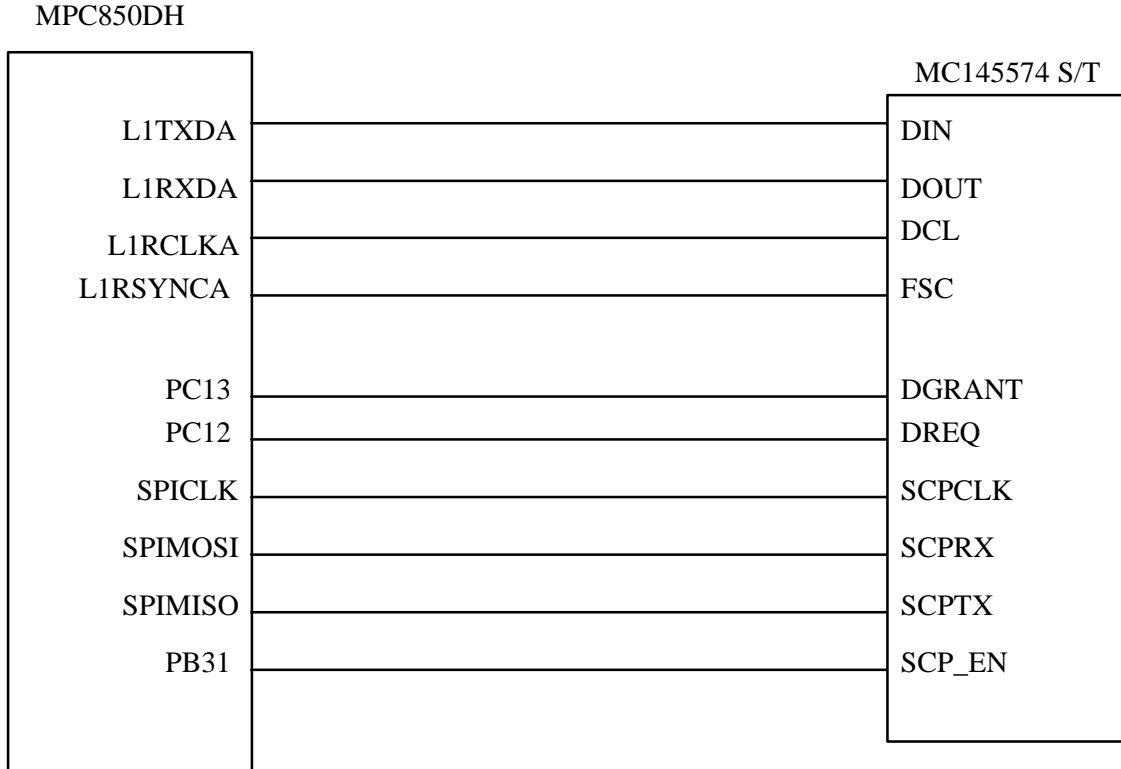 MPC850DH
MC145574 S/T
L1TXDA DIN
L1RXDA DOUT
L1RCLKA DCL
L1RSYNCA FSC
PC13 DGRANT
PC12 DREQ
SPICLK SCPCLK
SPIMOSI SCPRX
SPIMISO SCPTX
PB31 SCP_EN